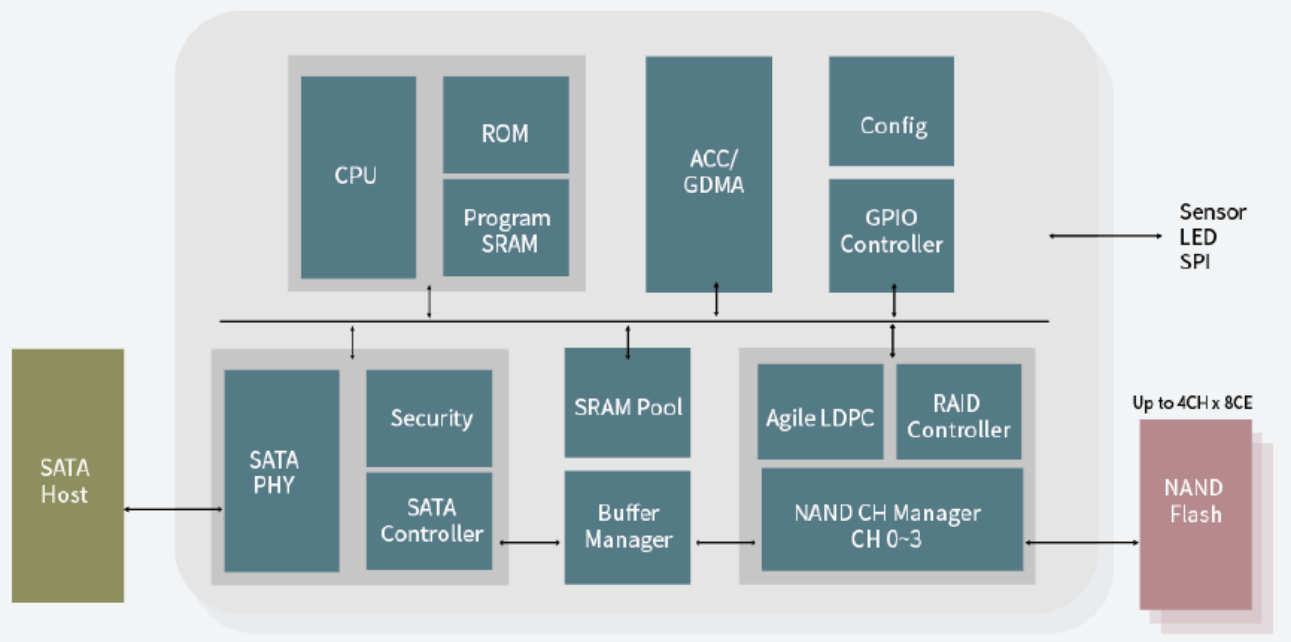 CPU
ROM
Program
SRAM
ACC/
GDMA
Config
GPIO
Controller
Sensor
LED
SPI
SATA
Host
SATA
PHY
Security
SATA
Controller
SRAM Pool
Buffer
Manager
Agile LDPC
RAID
Controller
NAND CH Manager
CH 0~3
Up to 4CH x 8CE
NAND
Flash